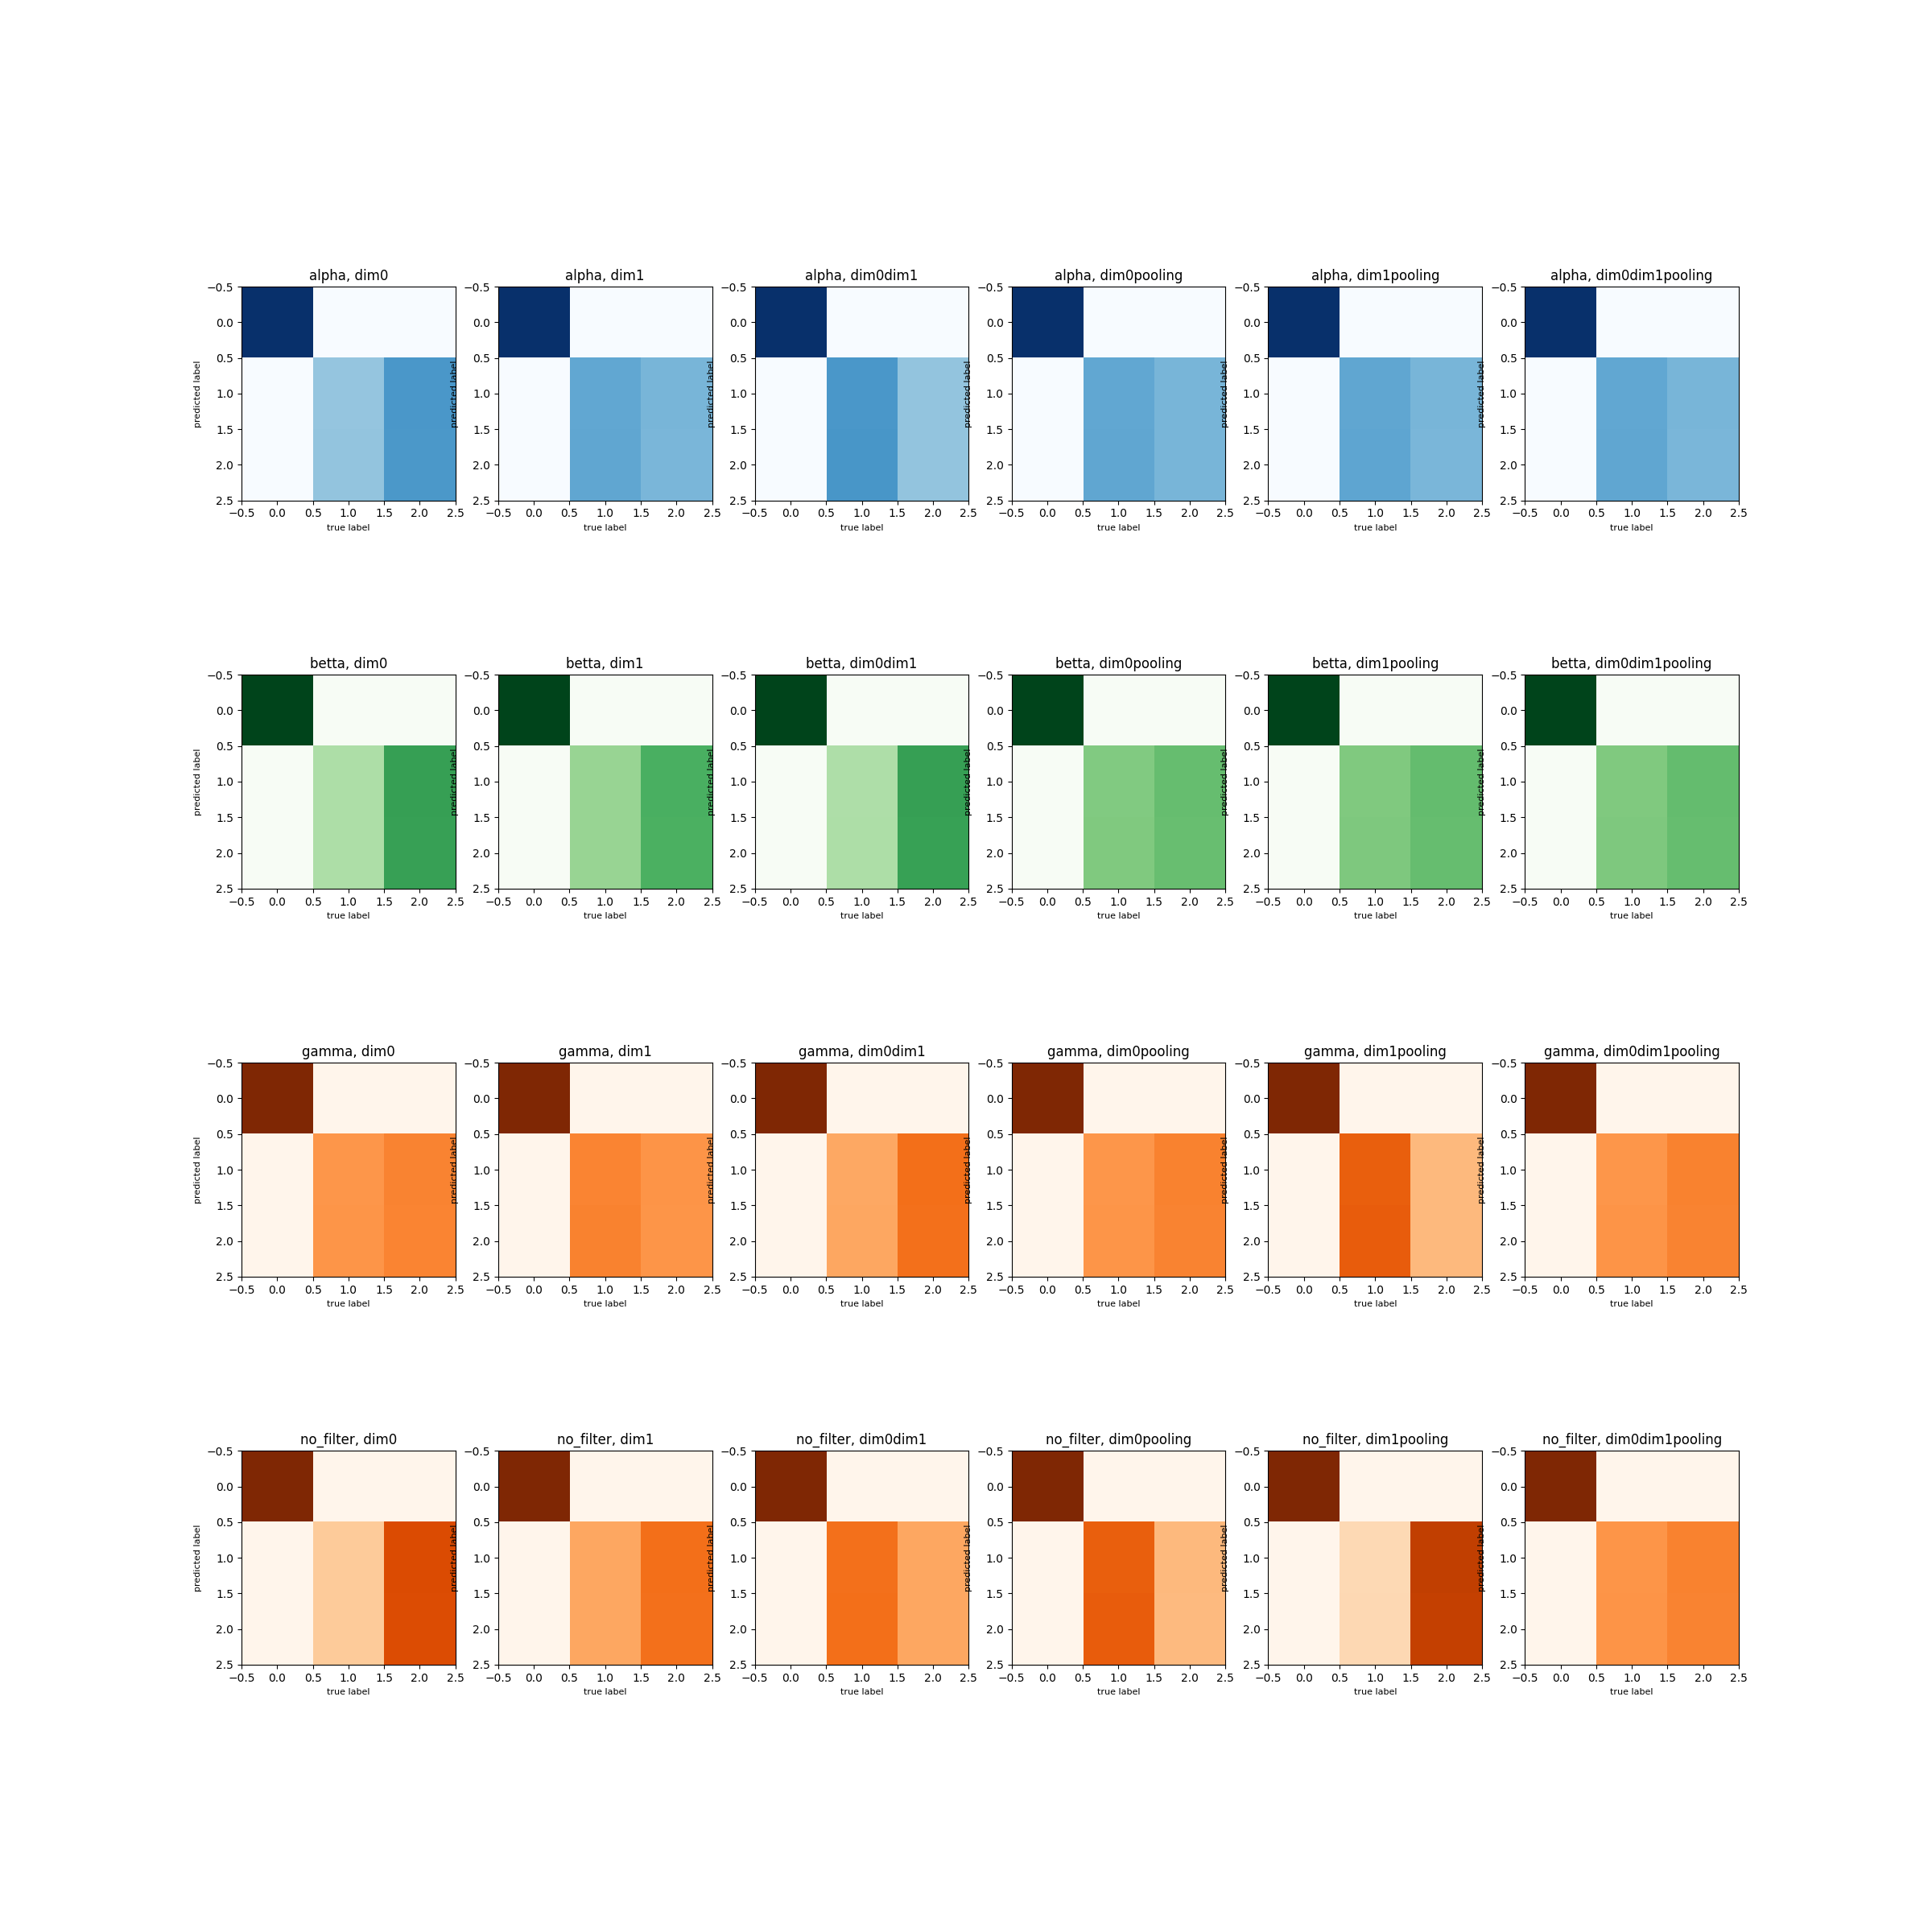 alpha, dim0 alpha, dim1 alpha, dim0dim1 alpha, dim0pooling alpha, dim1pooling alpha, dim0dim1pooling
−0.5 −0.5 −0.5 −0.5 −0.5 −0.5
0.0 0.0 0.0 0.0 0.0 0.0
0.5 0.5 0.5 0.5 0.5 0.5
1.0 1.0 1.0 1.0 1.0 1.0
predicted label predicted label predicted label predicted label predicted label predicted label
1.5 1.5 1.5 1.5 1.5 1.5
2.0 2.0 2.0 2.0 2.0 2.0
2.5 2.5 2.5 2.5 2.5 2.5
−0.5 0.0 0.5 1.0 1.5 2.0 2.5 −0.5 0.0 0.5 1.0 1.5 2.0 2.5 −0.5 0.0 0.5 1.0 1.5 2.0 2.5 −0.5 0.0 0.5 1.0 1.5 2.0 2.5 −0.5 0.0 0.5 1.0 1.5 2.0 2.5 −0.5 0.0 0.5 1.0 1.5 2.0 2.5
true label true label true label true label true label true label
betta, dim0 betta, dim1 betta, dim0dim1 betta, dim0pooling betta, dim1pooling betta, dim0dim1pooling
−0.5 −0.5 −0.5 −0.5 −0.5 −0.5
0.0 0.0 0.0 0.0 0.0 0.0
0.5 0.5 0.5 0.5 0.5 0.5
1.0 1.0 1.0 1.0 1.0 1.0
predicted label predicted label predicted label predicted label predicted label predicted label
1.5 1.5 1.5 1.5 1.5 1.5
2.0 2.0 2.0 2.0 2.0 2.0
2.5 2.5 2.5 2.5 2.5 2.5
−0.5 0.0 0.5 1.0 1.5 2.0 2.5 −0.5 0.0 0.5 1.0 1.5 2.0 2.5 −0.5 0.0 0.5 1.0 1.5 2.0 2.5 −0.5 0.0 0.5 1.0 1.5 2.0 2.5 −0.5 0.0 0.5 1.0 1.5 2.0 2.5 −0.5 0.0 0.5 1.0 1.5 2.0 2.5
true label true label true label true label true label true label
gamma, dim0 gamma, dim1 gamma, dim0dim1 gamma, dim0pooling gamma, dim1pooling gamma, dim0dim1pooling
−0.5 −0.5 −0.5 −0.5 −0.5 −0.5
0.0 0.0 0.0 0.0 0.0 0.0
0.5 0.5 0.5 0.5 0.5 0.5
1.0 1.0 1.0 1.0 1.0 1.0
predicted label predicted label predicted label predicted label predicted label predicted label
1.5 1.5 1.5 1.5 1.5 1.5
2.0 2.0 2.0 2.0 2.0 2.0
2.5 2.5 2.5 2.5 2.5 2.5
−0.5 0.0 0.5 1.0 1.5 2.0 2.5 −0.5 0.0 0.5 1.0 1.5 2.0 2.5 −0.5 0.0 0.5 1.0 1.5 2.0 2.5 −0.5 0.0 0.5 1.0 1.5 2.0 2.5 −0.5 0.0 0.5 1.0 1.5 2.0 2.5 −0.5 0.0 0.5 1.0 1.5 2.0 2.5
true label true label true label true label true label true label
no_filter, dim0 no_filter, dim1 no_filter, dim0dim1 no_filter, dim0pooling no_filter, dim1pooling no_filter, dim0dim1pooling
−0.5 −0.5 −0.5 −0.5 −0.5 −0.5
0.0 0.0 0.0 0.0 0.0 0.0
0.5 0.5 0.5 0.5 0.5 0.5
1.0 1.0 1.0 1.0 1.0 1.0
predicted label predicted label predicted label predicted label predicted label predicted label
1.5 1.5 1.5 1.5 1.5 1.5
2.0 2.0 2.0 2.0 2.0 2.0
2.5 2.5 2.5 2.5 2.5 2.5
−0.5 0.0 0.5 1.0 1.5 2.0 2.5 −0.5 0.0 0.5 1.0 1.5 2.0 2.5 −0.5 0.0 0.5 1.0 1.5 2.0 2.5 −0.5 0.0 0.5 1.0 1.5 2.0 2.5 −0.5 0.0 0.5 1.0 1.5 2.0 2.5 −0.5 0.0 0.5 1.0 1.5 2.0 2.5
true label true label true label true label true label true label